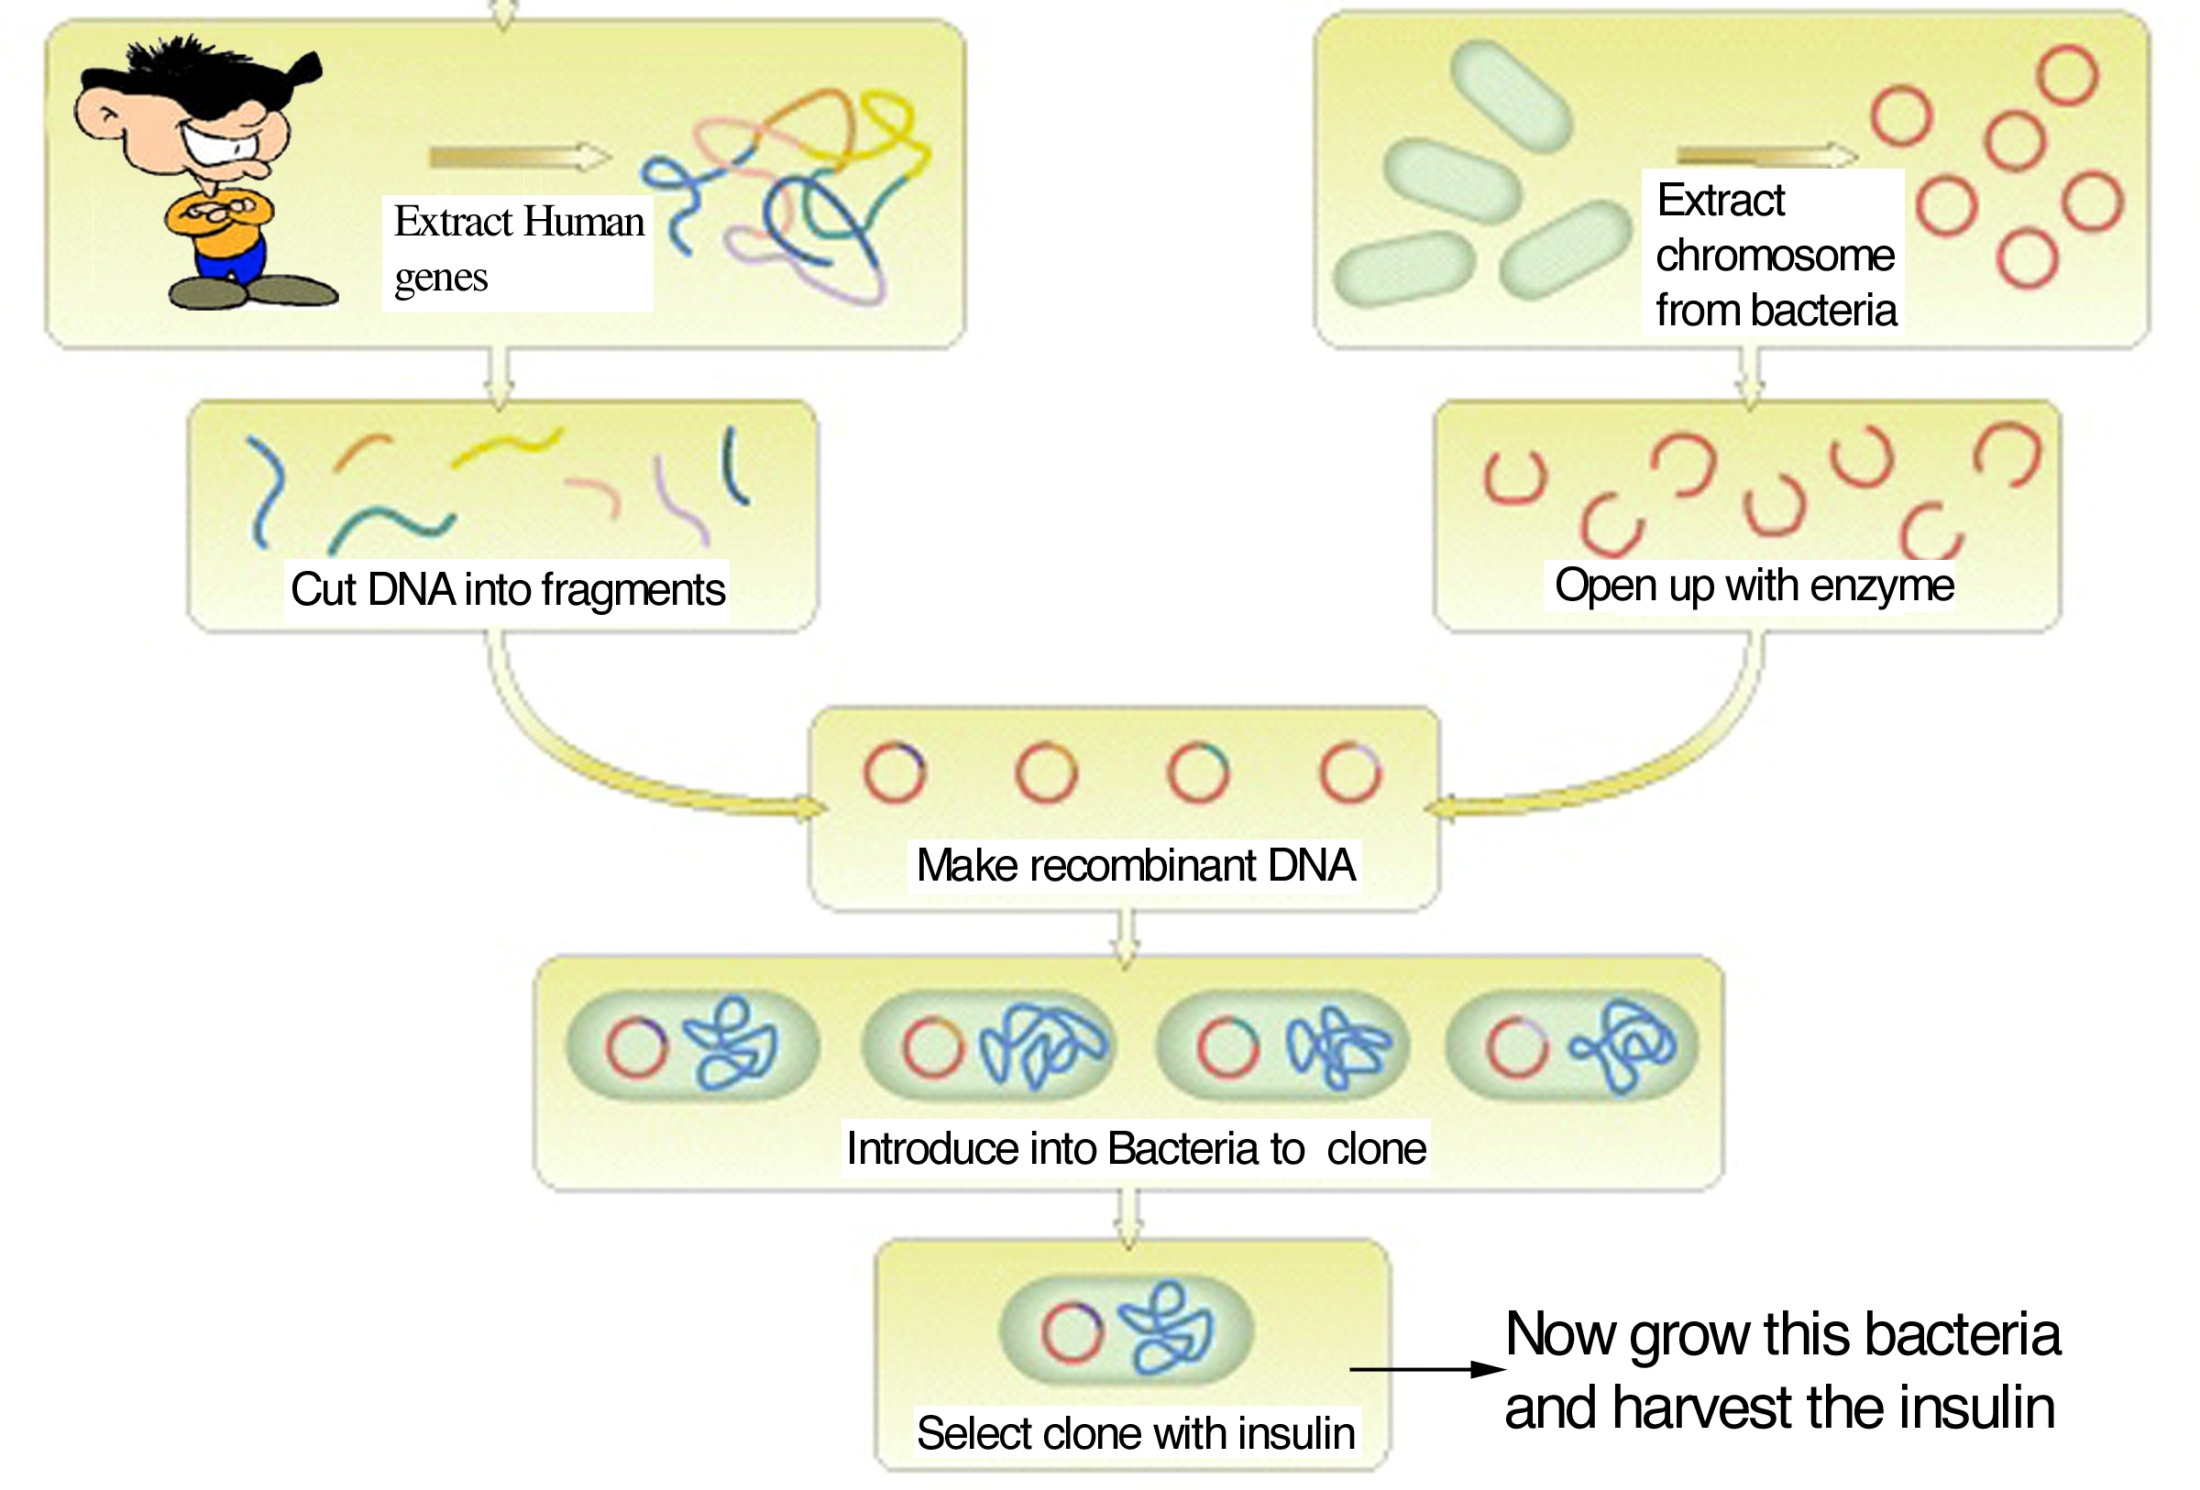 Extract Human
genes
Extract
chromosome
from bacteria
Cut DNA into fragments
Open up with enzyme
Make recombinant DNA
Introduce into Bacteria to clone
Select clone with insulin
Now grow this bacteria
and harvest the insulin